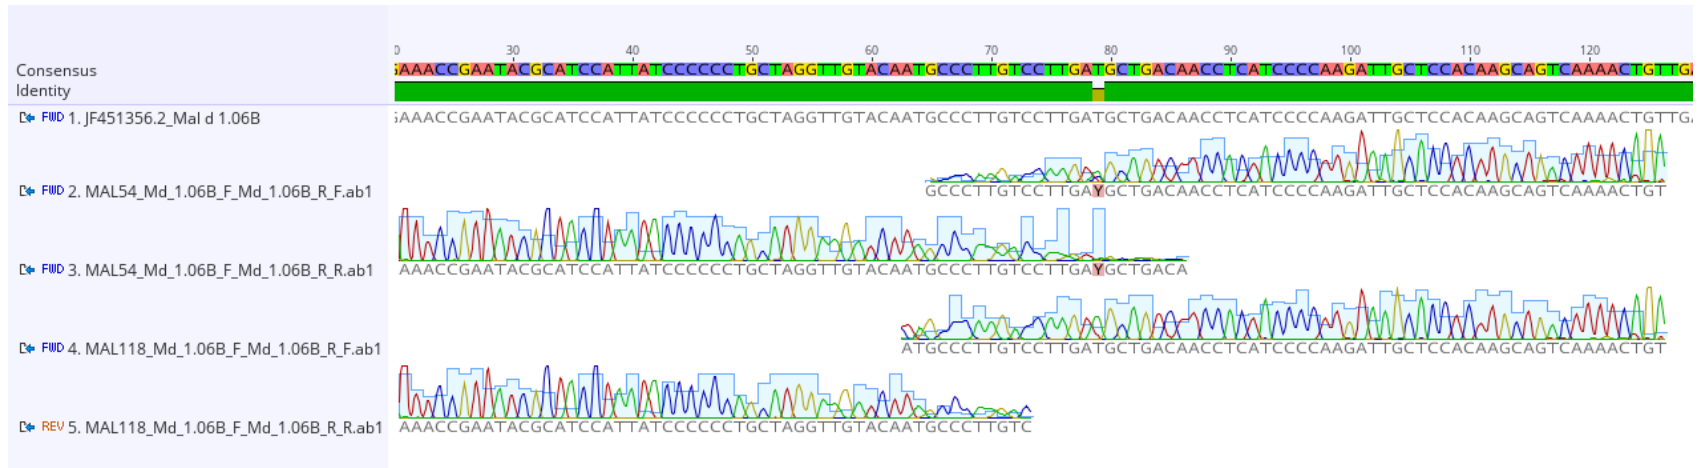 0 30 40 50 60 70 80 90 100 110 120
Consensus GAAACCGAATACGCATCCATTATCCCCCCTGCTAGGTTGTACAATGCCCTTGTCCTTGATGCTGACAACCTCATCCCCAAGATTGCTCCACAAGCAGTCAAAACTGTTGA
Identity
FWD 1. JF451356.2_Mal d 1.06B GAAACCGAATACGCATCCATTATCCCCCCTGCTAGGTTGTACAATGCCCTTGTCCTTGATGCTGACAACCTCATCCCCAAGATTGCTCCACAAGCAGTCAAAACTGTTGA
FWD 2. MAL54_Md_1.06B_F_Md_1.06B_R_F.ab1 GCCCTTGTCCTTGAYGCTGACAACCTCATCCCCAAGATTGCTCCACAAGCAGTCAAAACTGT
FWD 3. MAL54_Md_1.06B_F_Md_1.06B_R_R.ab1 AAACCGAATACGCATCCATTATCCCCCCTGCTAGGTTGTACAATGCCCTTGTCCTTGAYGCTGACA
FWD 4. MAL118_Md_1.06B_F_Md_1.06B_R_F.ab1 ATGCCCTTGTCCTTGATGCTGACAACCTCATCCCCAAGATTGCTCCACAAGCAGTCAAAACTGT
REV 5. MAL118_Md_1.06B_F_Md_1.06B_R_R.ab1 AAACCGAATACGCATCCATTATCCCCCCTGCTAGGTTGTACAATGCCCTTGTC